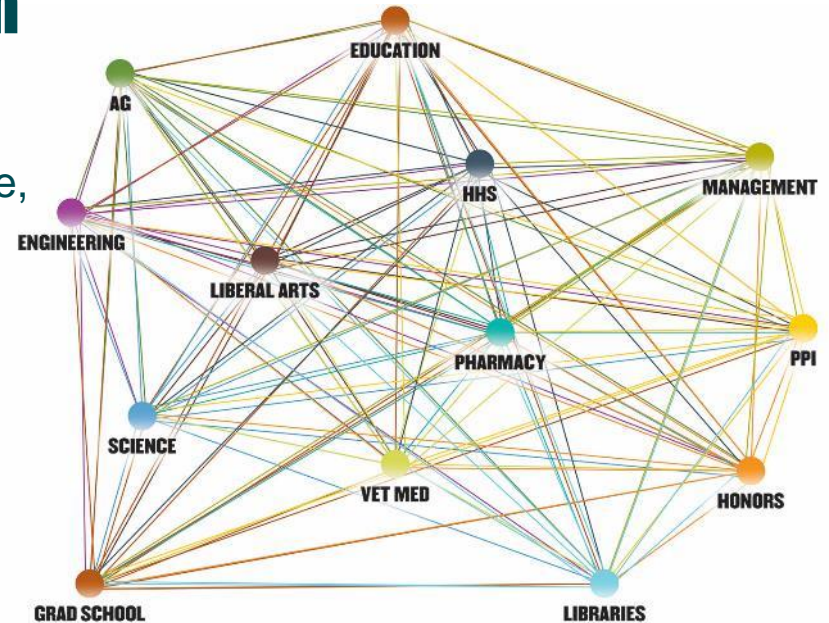 EDUCATION
AG
e,
HHS
MANAGEMENT
ENGINEERING
LIBERAL ARTS
PHARMACY
PPI
SCIENCE
VET MED
HONORS
GRAD SCHOOL
LIBRARIES